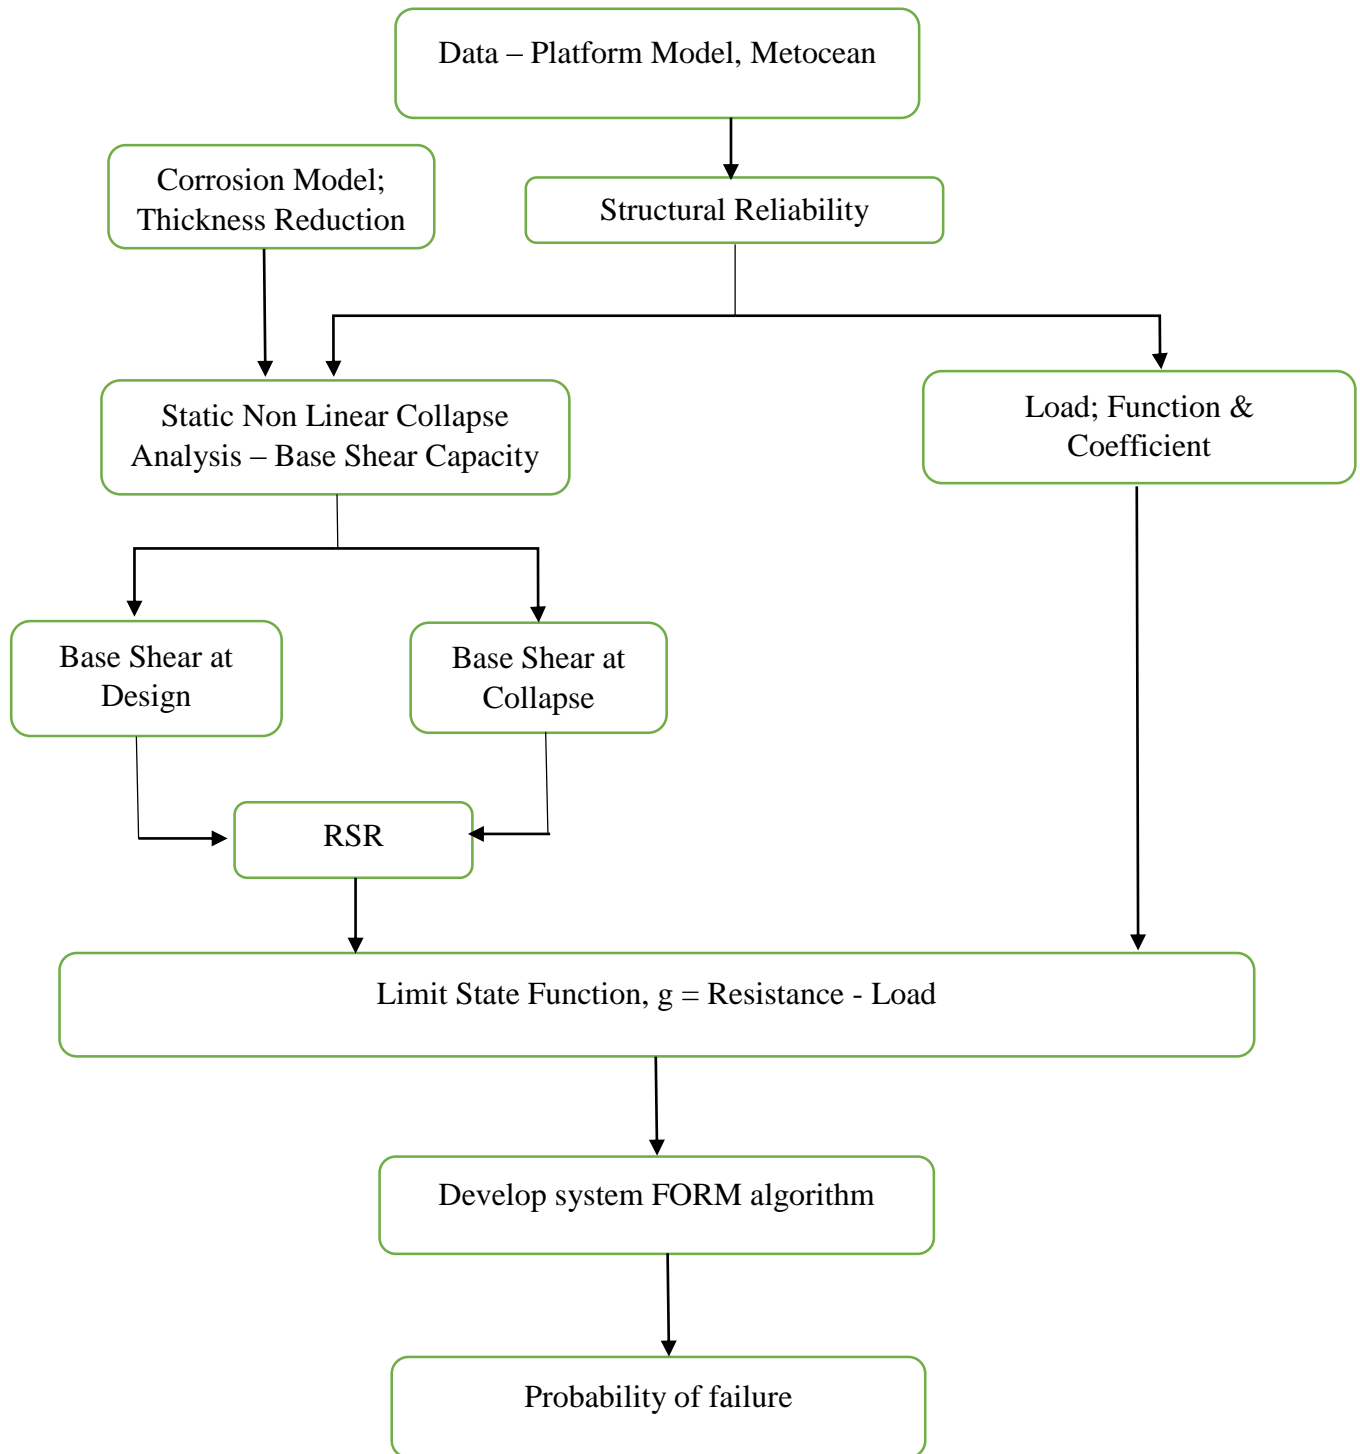 Data – Platform Model, Metocean
Corrosion Model;
Thickness Reduction
Structural Reliability
Static Non Linear Collapse
Analysis – Base Shear Capacity
Load; Function &
Coefficient
Base Shear at
Design
Base Shear at
Collapse
RSR
Limit State Function, g = Resistance - Load
Develop system FORM algorithm
Probability of failure